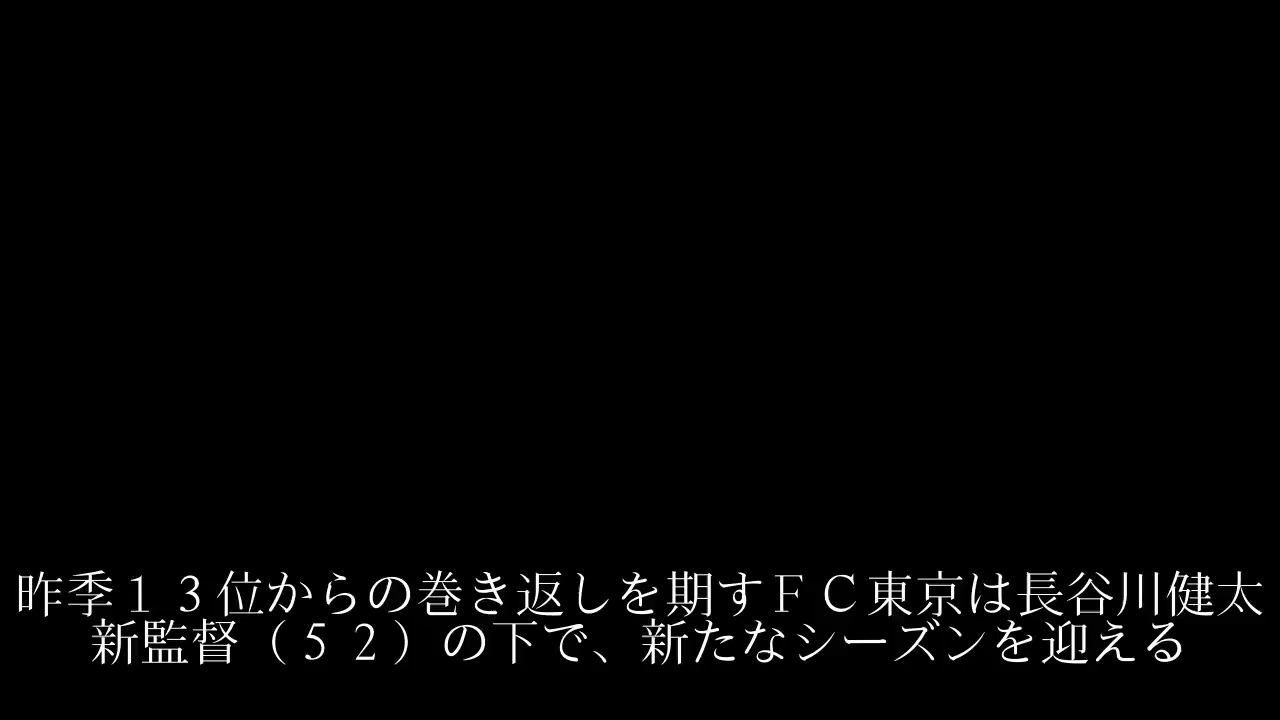 昨季１３位からの巻き返しを期すＦＣ東京は長谷川健太
新監督（５２）の下で、新たなシーズンを迎える